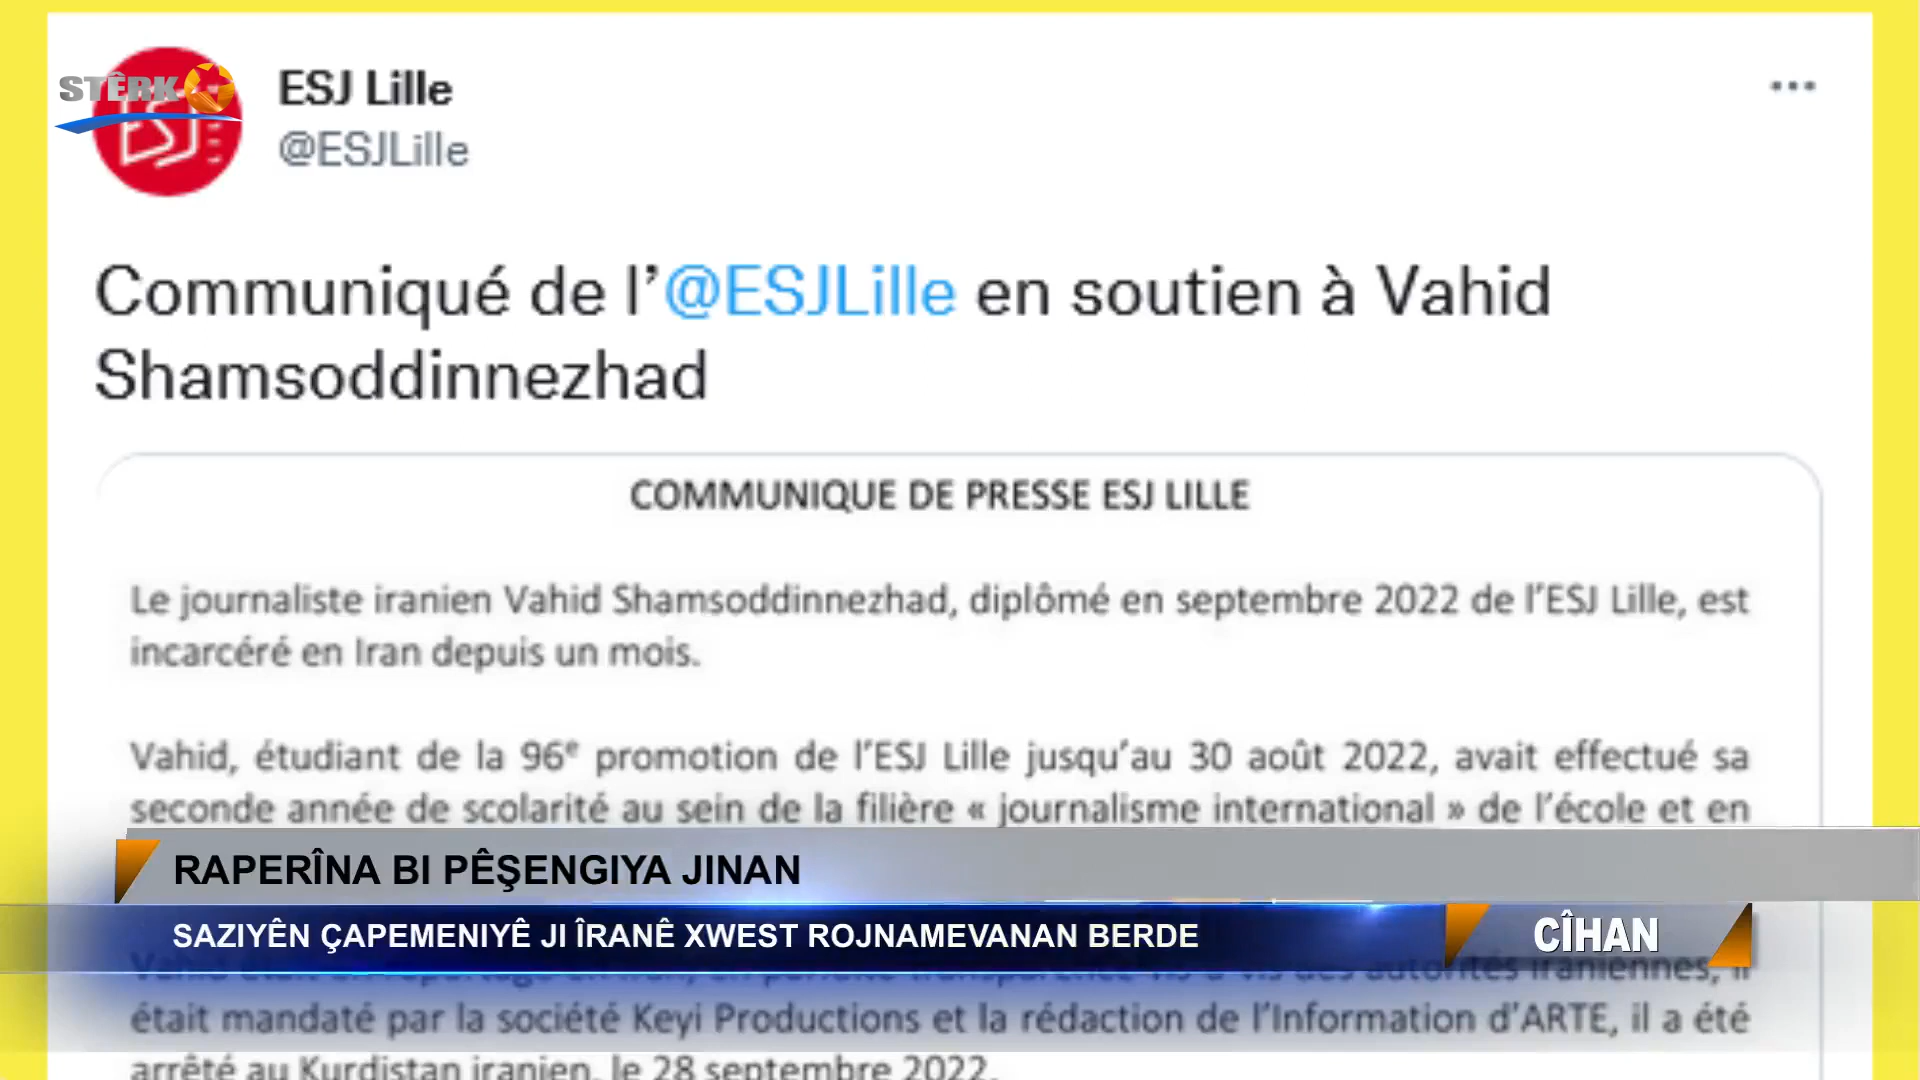 STÊRK
ESJ
ESJ Lille
@ESJLille
Communiqué de l’@ESJLille en soutien à Vahid
Shamsoddinnezhad
COMMUNIQUE DE PRESSE ESJ LILLE
Le journaliste iranien Vahid Shamsoddinnezhad, diplômé en septembre 2022 de l’ESJ Lille, est
incarcéré en Iran depuis un mois.
Vahid, étudiant de la 96e promotion de l’ESJ Lille jusqu’au 30 août 2022, avait effectué sa
seconde année de scolarité au sein de la filière « journalisme international » de l’école et en
RAPERÎNA BI PÊŞENGIYA JINAN
SAZIYÊN ÇAPEMENIYÊ JI ÎRANÊ XWEST ROJNAMEVANAN BERDE
CÎHAN
autorités iraniennes, il
était mandaté par la société Keyi Productions et la rédaction de l’Information d’ARTE, il a été
arrêté au Kurdistan iranien, le 28 septembre 2022.